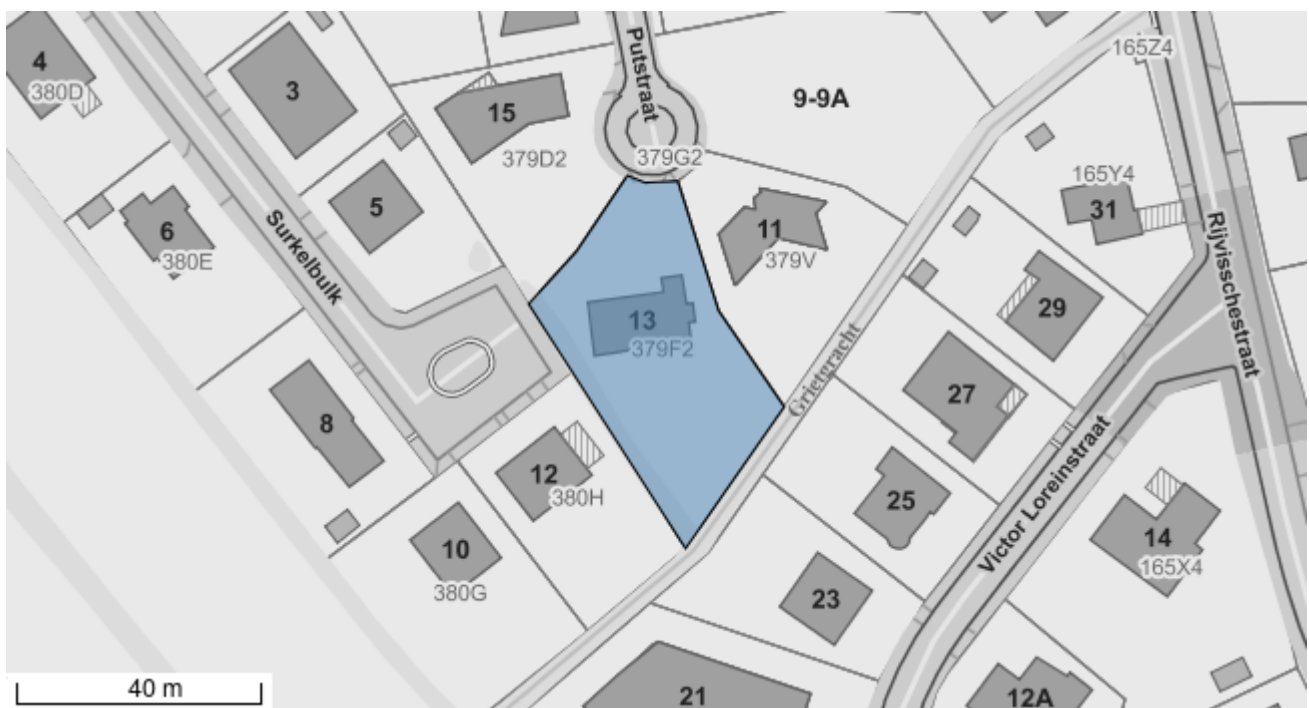 165Z4
4
380D
3
Putstraat
9-9A
15
379D2
379G2
165Y4
31
Rijvisschestraat
5
6
380E
Surkelbulk
11
379V
29
13
379F2
Grietgracht
27
8
12
380H
25
Victor Loreinstraat
14
165X4
10
380G
23
40 m
21
12A